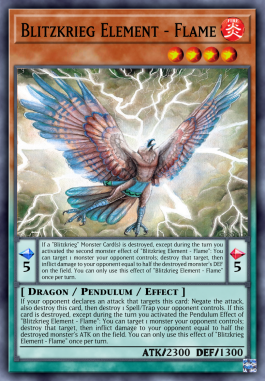 Blitzkrieg Element - Flame
FIRE
炎
If a "Blitzkrieg" Monster Card(s) is destroyed, except during the turn you
activated the second monster effect of "Blitzkrieg Element - Flame": You
can target 1 monster your opponent controls; destroy that target, then
inflict damage to your opponent equal to half the destroyed monster's DEF
on the field. You can only use this effect of "Blitzkrieg Element - Flame"
once per turn.
5
5
[ Dragon / Pendulum / Effect ]
If your opponent declares an attack that targets this card: Negate the attack,
also destroy this card, then destroy 1 Spell/Trap your opponent controls. If this
card is destroyed, except during the turn you activated the Pendulum Effect of
"Blitzkrieg Element - Flame": You can target 1 monster your opponent controls,
destroy that target, then inflict damage to your opponent equal to half the
destroyed monster's ATK on the field. You can only use this effect of "Blitzkrieg
Element - Flame" once per turn.
ATK/2300 DEF/1300